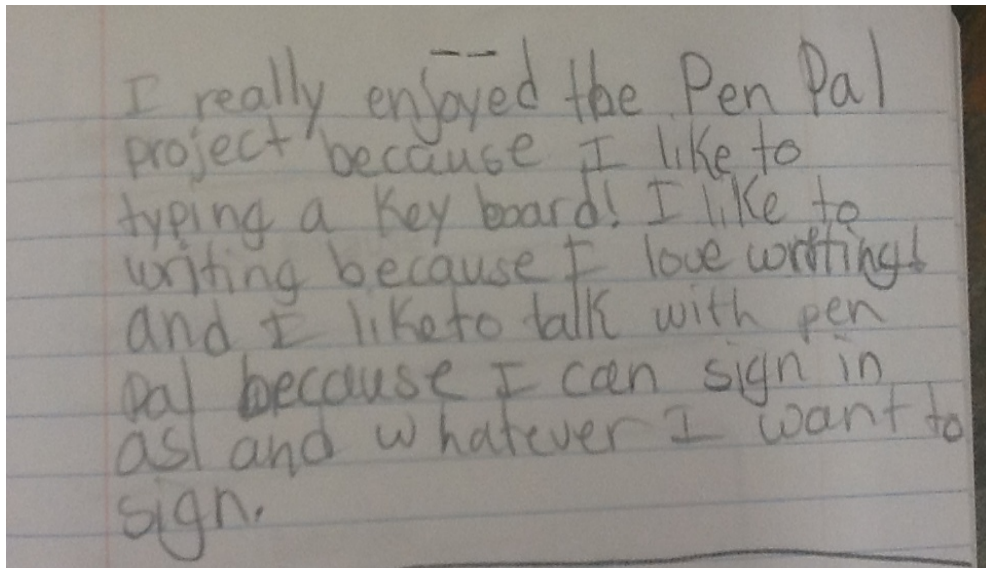 I really enjoyed the Pen Pal
project because I like to
typing a Key board! I like to
writing because I love writting!
and I like to talk with pen
pal because I can sign in
asl and whatever I want to
sign.